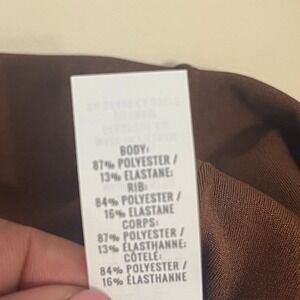 BODY:
87% POLYESTER /
13% ELASTANE;
RIB:
84% POLYESTER /
16% ELASTANE
CORPS:
87% POLYESTER /
13% ÉLASTHANNE;
CÔTELÉ:
84% POLYESTER /
16% ÉLASTHANNE